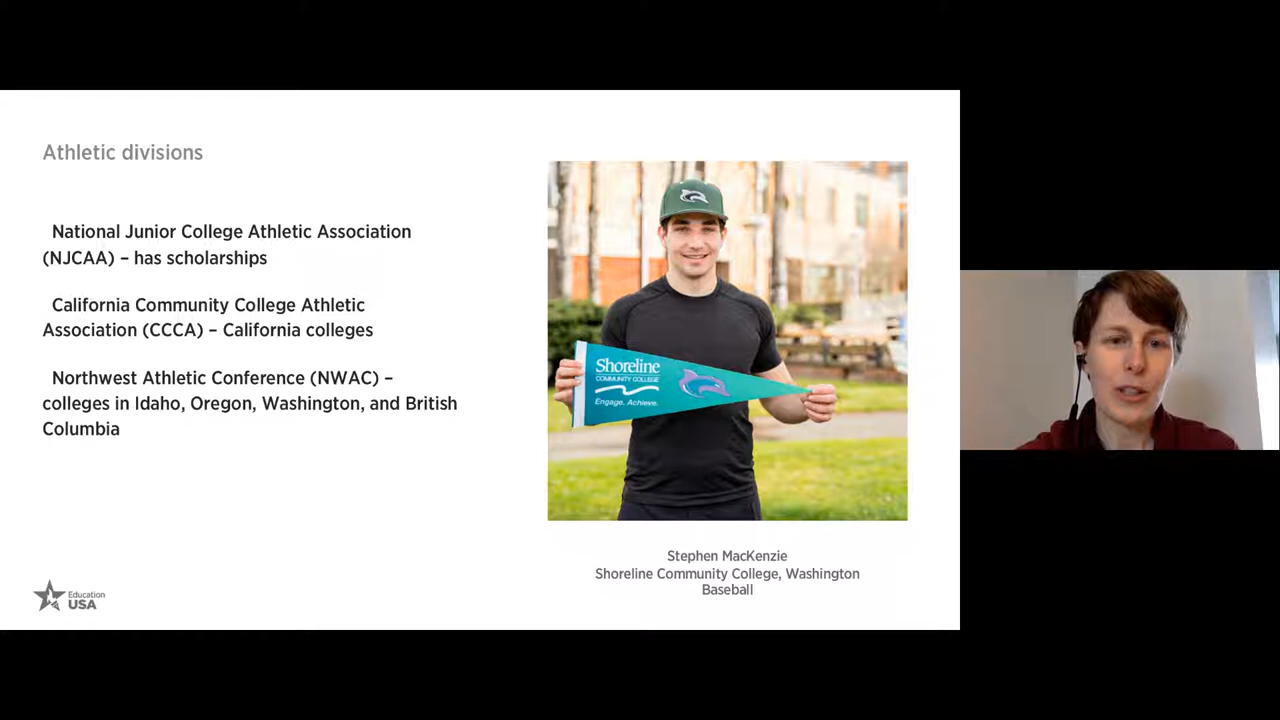 Athletic divisions
National Junior College Athletic Association
(NJCAA) – has scholarships
California Community College Athletic
Association (CCCA) – California colleges
Northwest Athletic Conference (NWAC) –
colleges in Idaho, Oregon, Washington, and British
Columbia
Shoreline
COMMUNITY COLLEGE
Engage. Achieve.
Stephen MacKenzie
Shoreline Community College, Washington
Baseball
Education
USA